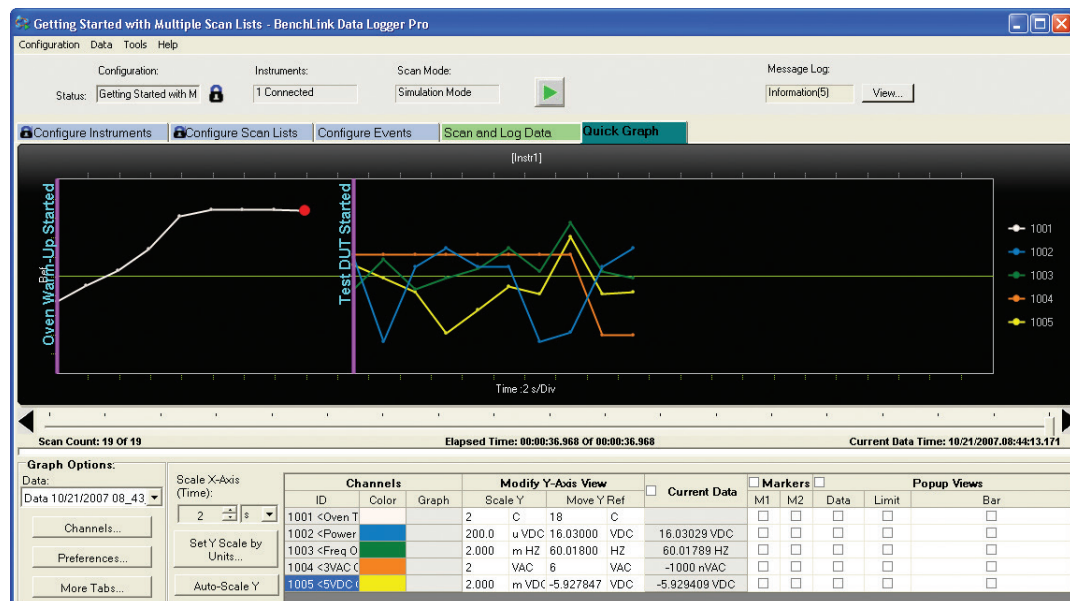 Getting Started with Multiple Scan Lists - BenchLink Data Logger Pro
Configuration Data Tools Help
Configuration: Instruments: Scan Mode: Message Log:
Status: Getting Started with M 1 Connected Simulation Mode Information(5) View...
Configure Instruments Configure Scan Lists Configure Events Scan and Log Data Quick Graph
[Instr1]
Oven Warm-Up Started
Ref
Test DUT Started
1001
1002
1003
1004
1005
Time :2 s/Div
Scan Count: 19 Of 19 Elapsed Time: 00:00:36.968 Of 00:00:36.968 Current Data Time: 10/21/2007.08:44:13.171
Graph Options:
Data:
Data 10/21/2007 08_43_
Channels...
Preferences...
More Tabs...
Scale X-Axis
(Time):
2 s
Set Y Scale by
Units...
Auto-Scale Y
Channels Modify Y-Axis View Current Data Markers Popup Views
ID Color Graph Scale Y Move Y Ref M1 M2 Data Limit Bar
1001 <Oven T 2 C 18 C
1002 <Power 200.0 u VDC 16.03000 VDC 16.03029 VDC
1003 <Freq O 2.000 m HZ 60.01800 HZ 60.01789 HZ
1004 <3VAC ( 2 VAC 6 VAC -1000 nVAC
1005 <5VDC ( 2.000 m VDC -5.927847 VDC -5.929409 VDC